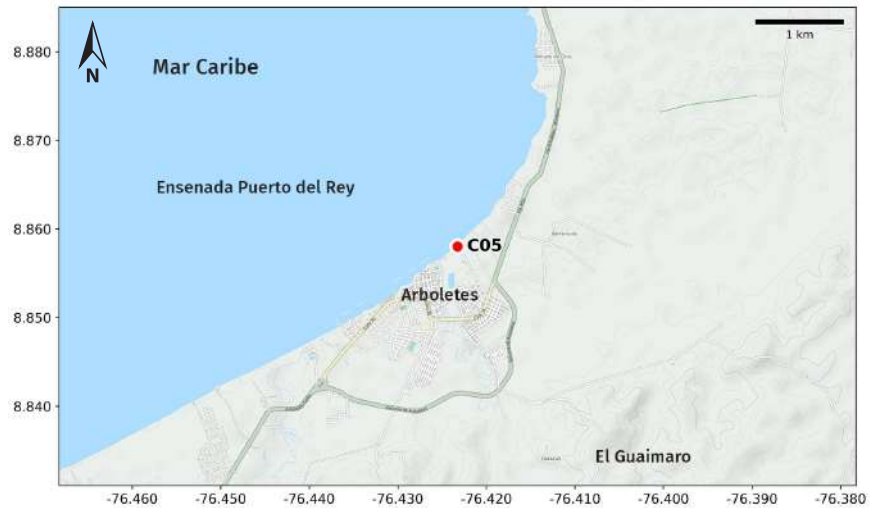 8.880
8.870
8.860
8.850
8.840
N
Mar Caribe
Ensenada Puerto del Rey
1 km
C05
Arboletes
El Guaimaro
-76.460
-76.450
-76.440
-76.430
-76.420
-76.410
-76.400
-76.390
-76.380